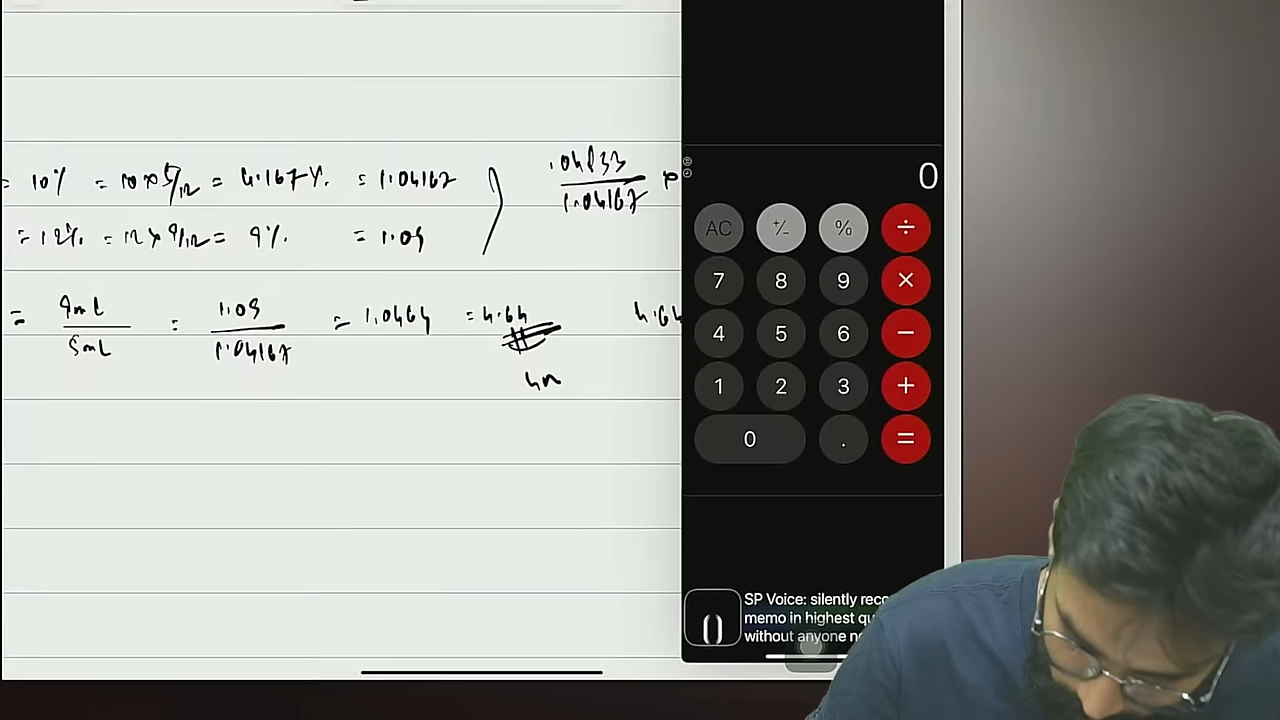 = 10% = 10 × 5/12 = 4.167%. = 1.04167
= 12%. = 12 × 9/12 = 9%. = 1.09
.04833
1.04167
= 9mL / 5mL = 1.09 / 1.04167 = 1.0464 = 4.64
4.64
0
AC +/- % ÷
7 8 9 ×
4 5 6 −
1 2 3 +
0 . =
SP Voice: silently reco
memo in highest qu
without anyone